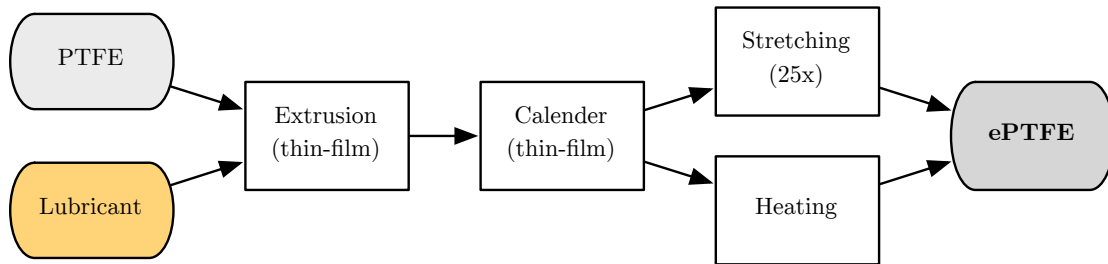 PTFE
Lubricant
Extrusion
(thin-film)
Calender
(thin-film)
Stretching
(25x)
Heating
ePTFE